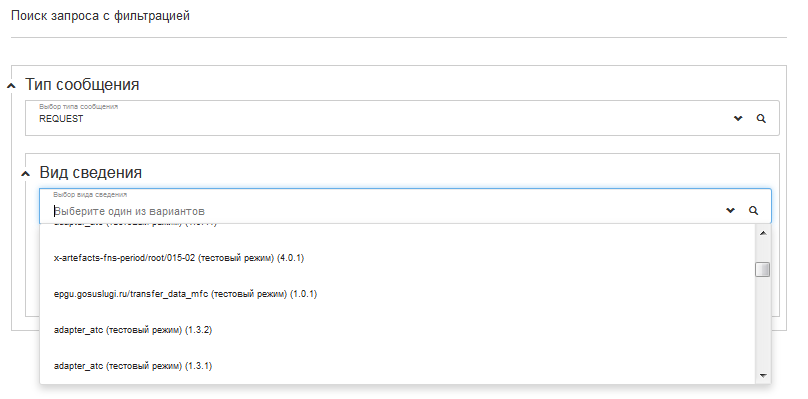 Поиск запроса с фильтрацией
Тип сообщения
Выбор типа сообщения
REQUEST
Вид сведения
Выбор вида сведения
Выберите один из вариантов
x-artefacts-fns-period/root/015-02 (тестовый режим) (4.0.1)
epgu.gosuslugi.ru/transfer_data_mfc (тестовый режим) (1.0.1)
adapter_atc (тестовый режим) (1.3.2)
adapter_atc (тестовый режим) (1.3.1)